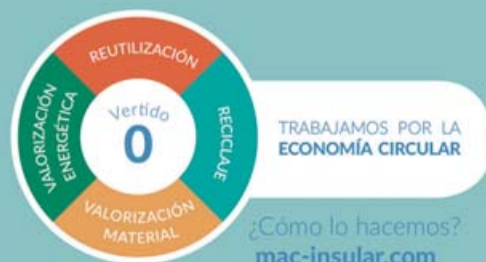 REUTILIZACIÓN
VALORIZACIÓN
ENERGÉTICA
Vertido
0
RECICLAJE
VALORIZACIÓN
MATERIAL
TRABAJAMOS POR LA
ECONOMÍA CIRCULAR
¿Cómo lo hacemos?
mac-insular.com